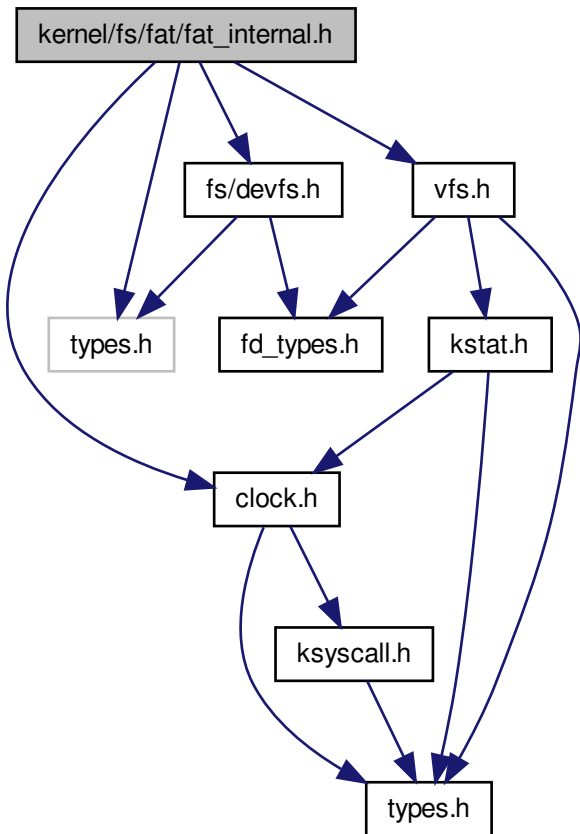 kernel/fs/fat/fat_internal.h
fs/devfs.h
vfs.h
types.h
fd_types.h
kstat.h
clock.h
ksyscall.h
types.h